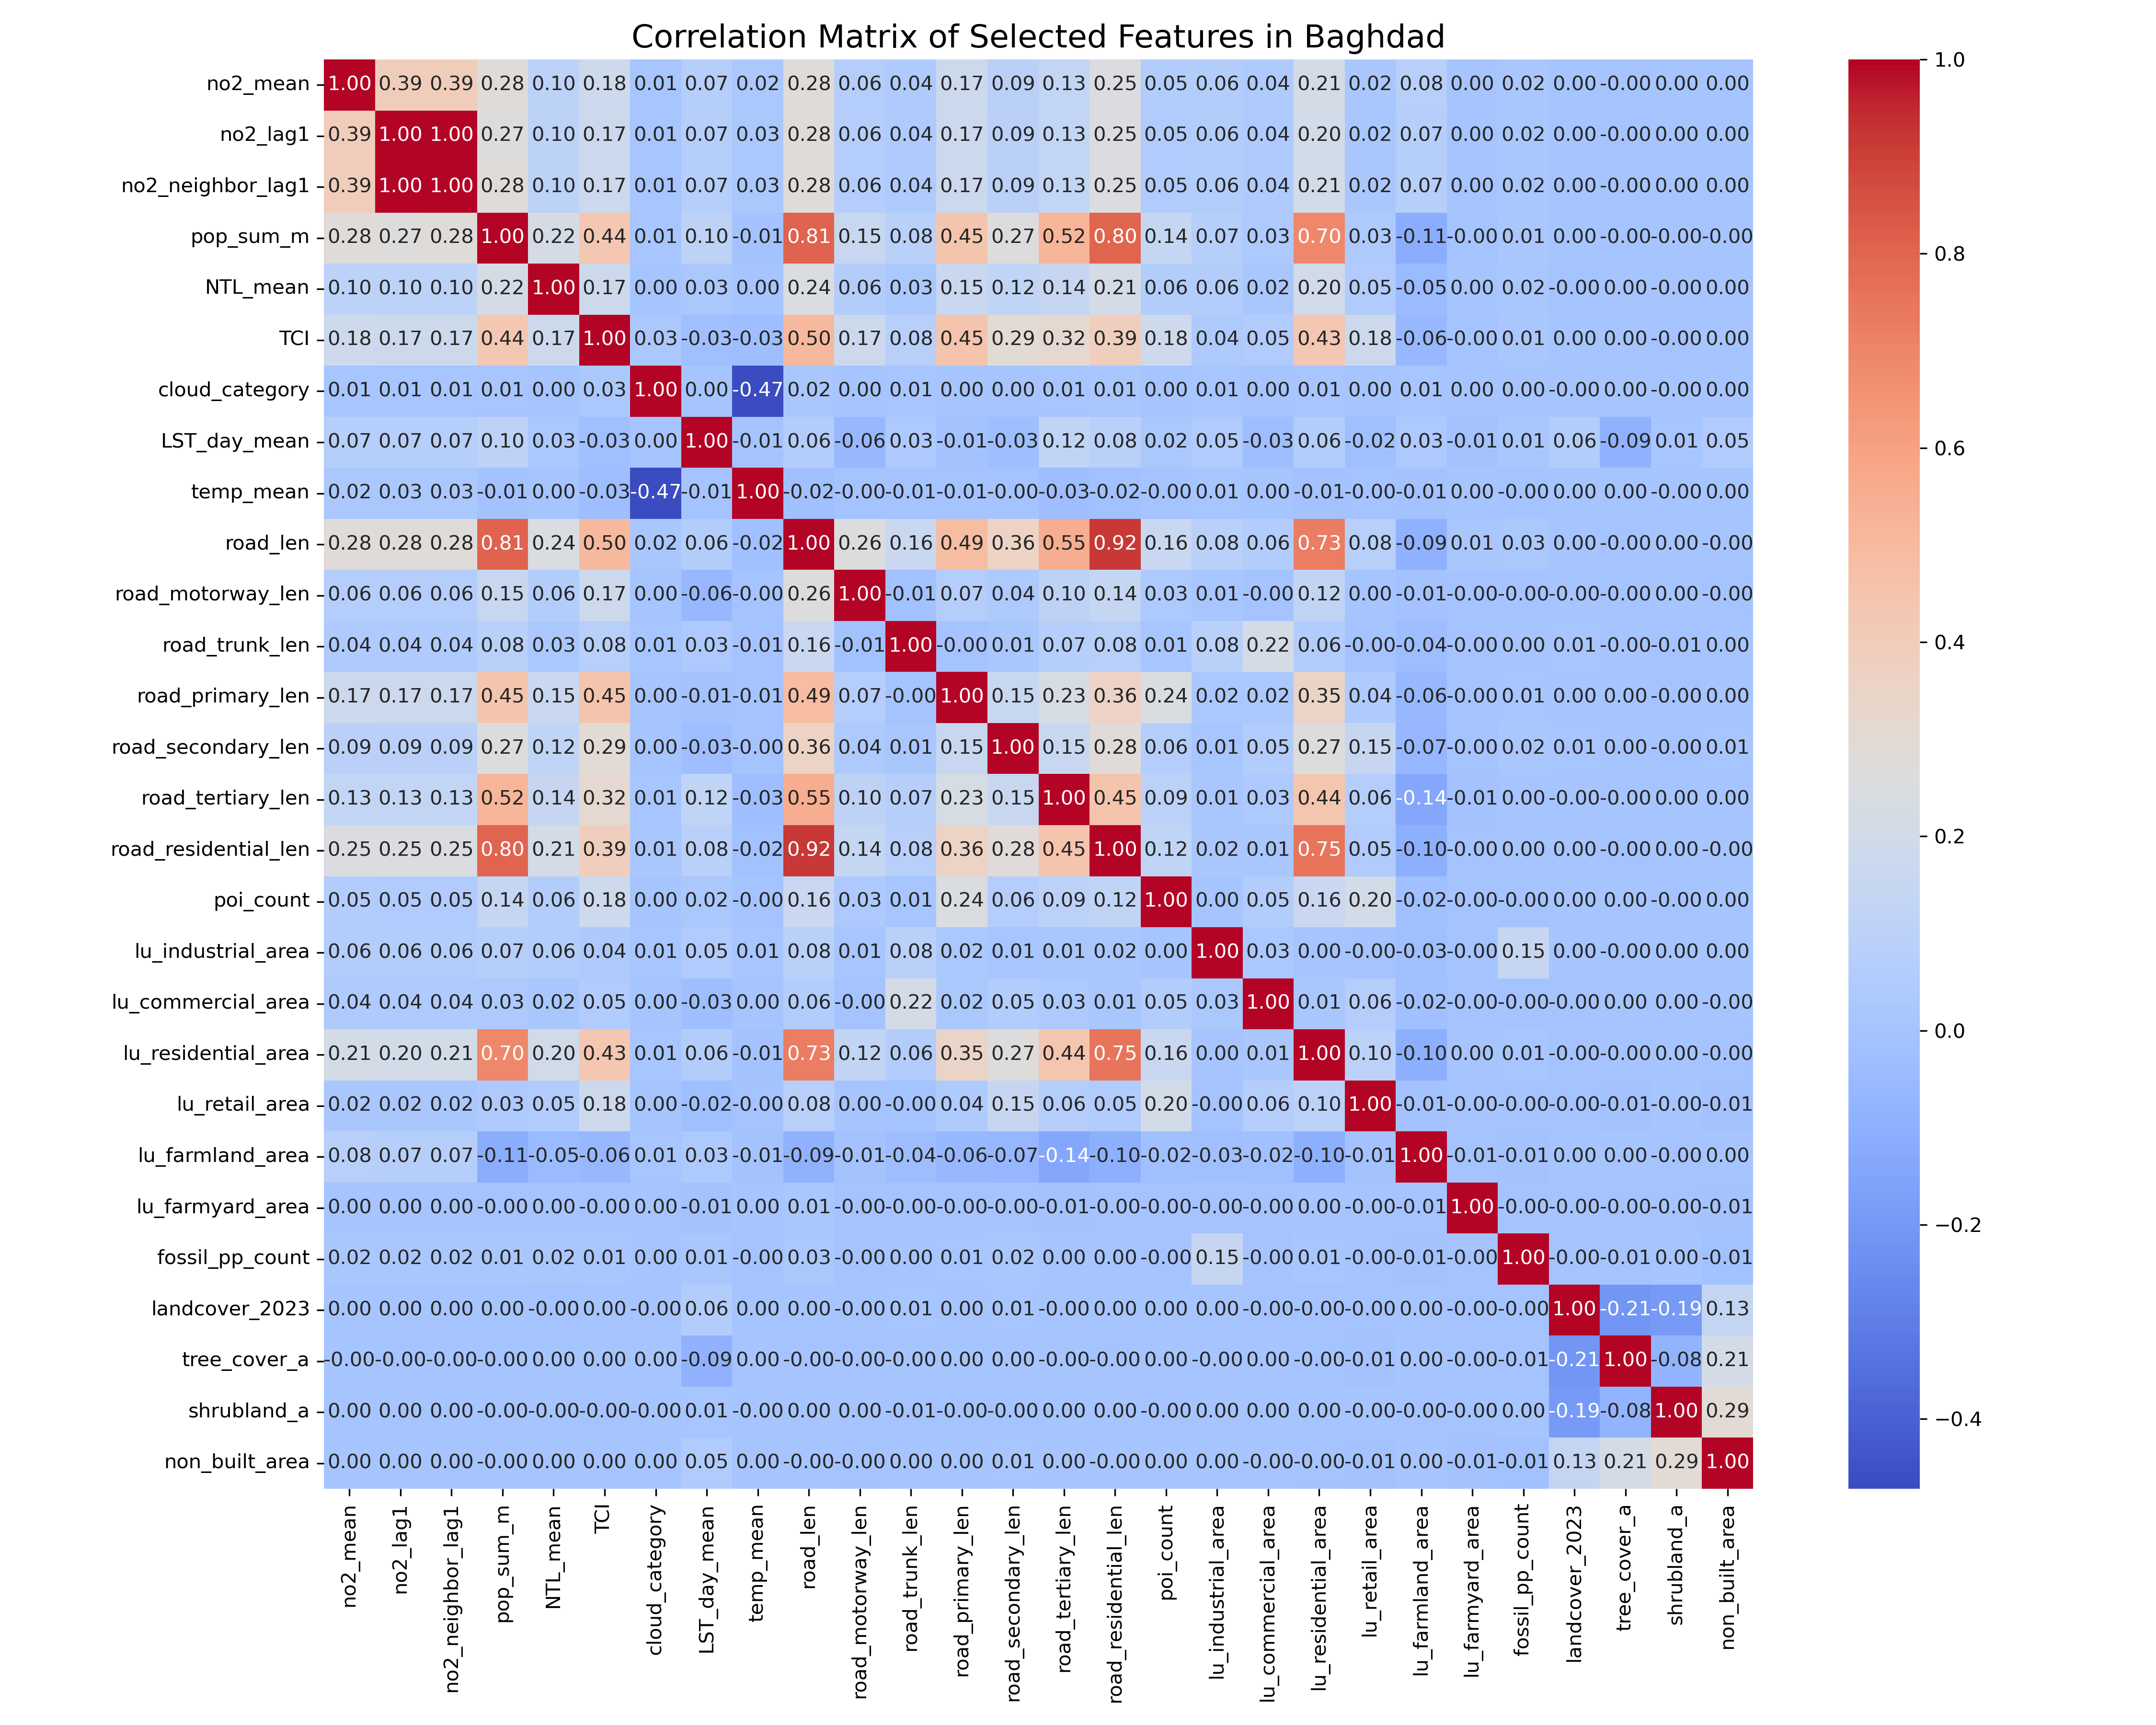 Correlation Matrix of Selected Features in Baghdad
no2_mean 1.00 0.39 0.39 0.28 0.10 0.18 0.01 0.07 0.02 0.28 0.06 0.04 0.17 0.09 0.13 0.25 0.05 0.06 0.04 0.21 0.02 0.08 0.00 0.02 0.00 -0.00 0.00 0.00
no2_lag1 0.39 1.00 1.00 0.27 0.10 0.17 0.01 0.07 0.03 0.28 0.06 0.04 0.17 0.09 0.13 0.25 0.05 0.06 0.04 0.20 0.02 0.07 0.00 0.02 0.00 -0.00 0.00 0.00
no2_neighbor_lag1 0.39 1.00 1.00 0.28 0.10 0.17 0.01 0.07 0.03 0.28 0.06 0.04 0.17 0.09 0.13 0.25 0.05 0.06 0.04 0.21 0.02 0.07 0.00 0.02 0.00 -0.00 0.00 0.00
pop_sum_m 0.28 0.27 0.28 1.00 0.22 0.44 0.01 0.10 -0.01 0.81 0.15 0.08 0.45 0.27 0.52 0.80 0.14 0.07 0.03 0.70 0.03 -0.11 -0.00 0.01 0.00 -0.00 -0.00 -0.00
NTL_mean 0.10 0.10 0.10 0.22 1.00 0.17 0.00 0.03 0.00 0.24 0.06 0.03 0.15 0.12 0.14 0.21 0.06 0.06 0.02 0.20 0.05 -0.05 0.00 0.02 -0.00 0.00 -0.00 0.00
TCI 0.18 0.17 0.17 0.44 0.17 1.00 0.03 -0.03 -0.03 0.50 0.17 0.08 0.45 0.29 0.32 0.39 0.18 0.04 0.05 0.43 0.18 -0.06 -0.00 0.01 0.00 0.00 -0.00 0.00
cloud_category 0.01 0.01 0.01 0.01 0.00 0.03 1.00 0.00 -0.47 0.02 0.00 0.01 0.00 0.00 0.01 0.01 0.00 0.01 0.00 0.01 0.00 0.01 0.00 0.00 -0.00 0.00 -0.00 0.00
LST_day_mean 0.07 0.07 0.07 0.10 0.03 -0.03 0.00 1.00 -0.01 0.06 -0.06 0.03 -0.01 -0.03 0.12 0.08 0.02 0.05 -0.03 0.06 -0.02 0.03 -0.01 0.01 0.06 -0.09 0.01 0.05
temp_mean 0.02 0.03 0.03 -0.01 0.00 -0.03 -0.47 -0.01 1.00 -0.02 -0.00 -0.01 -0.01 -0.00 -0.03 -0.02 -0.00 0.01 0.00 -0.01 -0.00 -0.01 0.00 -0.00 0.00 0.00 -0.00 0.00
road_len 0.28 0.28 0.28 0.81 0.24 0.50 0.02 0.06 -0.02 1.00 0.26 0.16 0.49 0.36 0.55 0.92 0.16 0.08 0.06 0.73 0.08 -0.09 0.01 0.03 0.00 -0.00 0.00 -0.00
road_motorway_len 0.06 0.06 0.06 0.15 0.06 0.17 0.00 -0.06 -0.00 0.26 1.00 -0.01 0.07 0.04 0.10 0.14 0.03 0.01 -0.00 0.12 0.00 -0.01 -0.00 -0.00 -0.00 -0.00 0.00 -0.00
road_trunk_len 0.04 0.04 0.04 0.08 0.03 0.08 0.01 0.03 -0.01 0.16 -0.01 1.00 -0.00 0.01 0.07 0.08 0.01 0.08 0.22 0.06 -0.00 -0.04 -0.00 0.00 0.01 -0.00 -0.01 0.00
road_primary_len 0.17 0.17 0.17 0.45 0.15 0.45 0.00 -0.01 -0.01 0.49 0.07 -0.00 1.00 0.15 0.23 0.36 0.24 0.02 0.02 0.35 0.04 -0.06 -0.00 0.01 0.00 0.00 -0.00 0.00
road_secondary_len 0.09 0.09 0.09 0.27 0.12 0.29 0.00 -0.03 -0.00 0.36 0.04 0.01 0.15 1.00 0.15 0.28 0.06 0.01 0.05 0.27 0.15 -0.07 -0.00 0.02 0.01 0.00 -0.00 0.01
road_tertiary_len 0.13 0.13 0.13 0.52 0.14 0.32 0.01 0.12 -0.03 0.55 0.10 0.07 0.23 0.15 1.00 0.45 0.09 0.01 0.03 0.44 0.06 -0.14 -0.01 0.00 -0.00 -0.00 0.00 0.00
road_residential_len 0.25 0.25 0.25 0.80 0.21 0.39 0.01 0.08 -0.02 0.92 0.14 0.08 0.36 0.28 0.45 1.00 0.12 0.02 0.01 0.75 0.05 -0.10 -0.00 0.00 0.00 -0.00 0.00 -0.00
poi_count 0.05 0.05 0.05 0.14 0.06 0.18 0.00 0.02 -0.00 0.16 0.03 0.01 0.24 0.06 0.09 0.12 1.00 0.00 0.05 0.16 0.20 -0.02 -0.00 -0.00 0.00 0.00 -0.00 0.00
lu_industrial_area 0.06 0.06 0.06 0.07 0.06 0.04 0.01 0.05 0.01 0.08 0.01 0.08 0.02 0.01 0.01 0.02 0.00 1.00 0.03 0.00 -0.00 -0.03 -0.00 0.15 0.00 -0.00 0.00 0.00
lu_commercial_area 0.04 0.04 0.04 0.03 0.02 0.05 0.00 -0.03 0.00 0.06 -0.00 0.22 0.02 0.05 0.03 0.01 0.05 0.03 1.00 0.01 0.06 -0.02 -0.00 -0.00 -0.00 0.00 0.00 -0.00
lu_residential_area 0.21 0.20 0.21 0.70 0.20 0.43 0.01 0.06 -0.01 0.73 0.12 0.06 0.35 0.27 0.44 0.75 0.16 0.00 0.01 1.00 0.10 -0.10 0.00 0.01 -0.00 -0.00 0.00 -0.00
lu_retail_area 0.02 0.02 0.02 0.03 0.05 0.18 0.00 -0.02 -0.00 0.08 0.00 -0.00 0.04 0.15 0.06 0.05 0.20 -0.00 0.06 0.10 1.00 -0.01 -0.00 -0.00 -0.00 -0.01 -0.00 -0.01
lu_farmland_area 0.08 0.07 0.07 -0.11 -0.05 -0.06 0.01 0.03 -0.01 -0.09 -0.01 -0.04 -0.06 -0.07 -0.14 -0.10 -0.02 -0.03 -0.02 -0.10 -0.01 1.00 -0.01 -0.01 0.00 0.00 -0.00 0.00
lu_farmyard_area 0.00 0.00 0.00 -0.00 0.00 -0.00 0.00 -0.01 0.00 0.01 -0.00 -0.00 -0.00 -0.00 -0.01 -0.00 -0.00 -0.00 -0.00 0.00 -0.00 -0.01 1.00 -0.00 -0.00 -0.00 -0.00 -0.01
fossil_pp_count 0.02 0.02 0.02 0.01 0.02 0.01 0.00 0.01 -0.00 0.03 -0.00 0.00 0.01 0.02 0.00 0.00 -0.00 0.15 -0.00 0.01 -0.00 -0.01 -0.00 1.00 -0.00 -0.01 0.00 -0.01
landcover_2023 0.00 0.00 0.00 0.00 -0.00 0.00 -0.00 0.06 0.00 0.00 -0.00 0.01 0.00 0.01 -0.00 0.00 0.00 0.00 -0.00 -0.00 -0.00 0.00 -0.00 -0.00 1.00 -0.21 -0.19 0.13
tree_cover_a -0.00 -0.00 -0.00 -0.00 0.00 0.00 0.00 -0.09 0.00 -0.00 -0.00 -0.00 0.00 0.00 -0.00 -0.00 0.00 -0.00 0.00 -0.00 -0.01 0.00 -0.00 -0.01 -0.21 1.00 -0.08 0.21
shrubland_a 0.00 0.00 0.00 -0.00 -0.00 -0.00 -0.00 0.01 -0.00 0.00 0.00 -0.01 -0.00 -0.00 0.00 0.00 -0.00 0.00 0.00 0.00 -0.00 -0.00 -0.00 0.00 -0.19 -0.08 1.00 0.29
non_built_area 0.00 0.00 0.00 -0.00 0.00 0.00 0.00 0.05 0.00 -0.00 -0.00 0.00 0.00 0.01 0.00 -0.00 0.00 0.00 -0.00 -0.00 -0.01 0.00 -0.01 -0.01 0.13 0.21 0.29 1.00
no2_mean
no2_lag1
no2_neighbor_lag1
pop_sum_m
NTL_mean
TCI
cloud_category
LST_day_mean
temp_mean
road_len
road_motorway_len
road_trunk_len
road_primary_len
road_secondary_len
road_tertiary_len
road_residential_len
poi_count
lu_industrial_area
lu_commercial_area
lu_residential_area
lu_retail_area
lu_farmland_area
lu_farmyard_area
fossil_pp_count
landcover_2023
tree_cover_a
shrubland_a
non_built_area
1.0
0.8
0.6
0.4
0.2
0.0
−0.2
−0.4